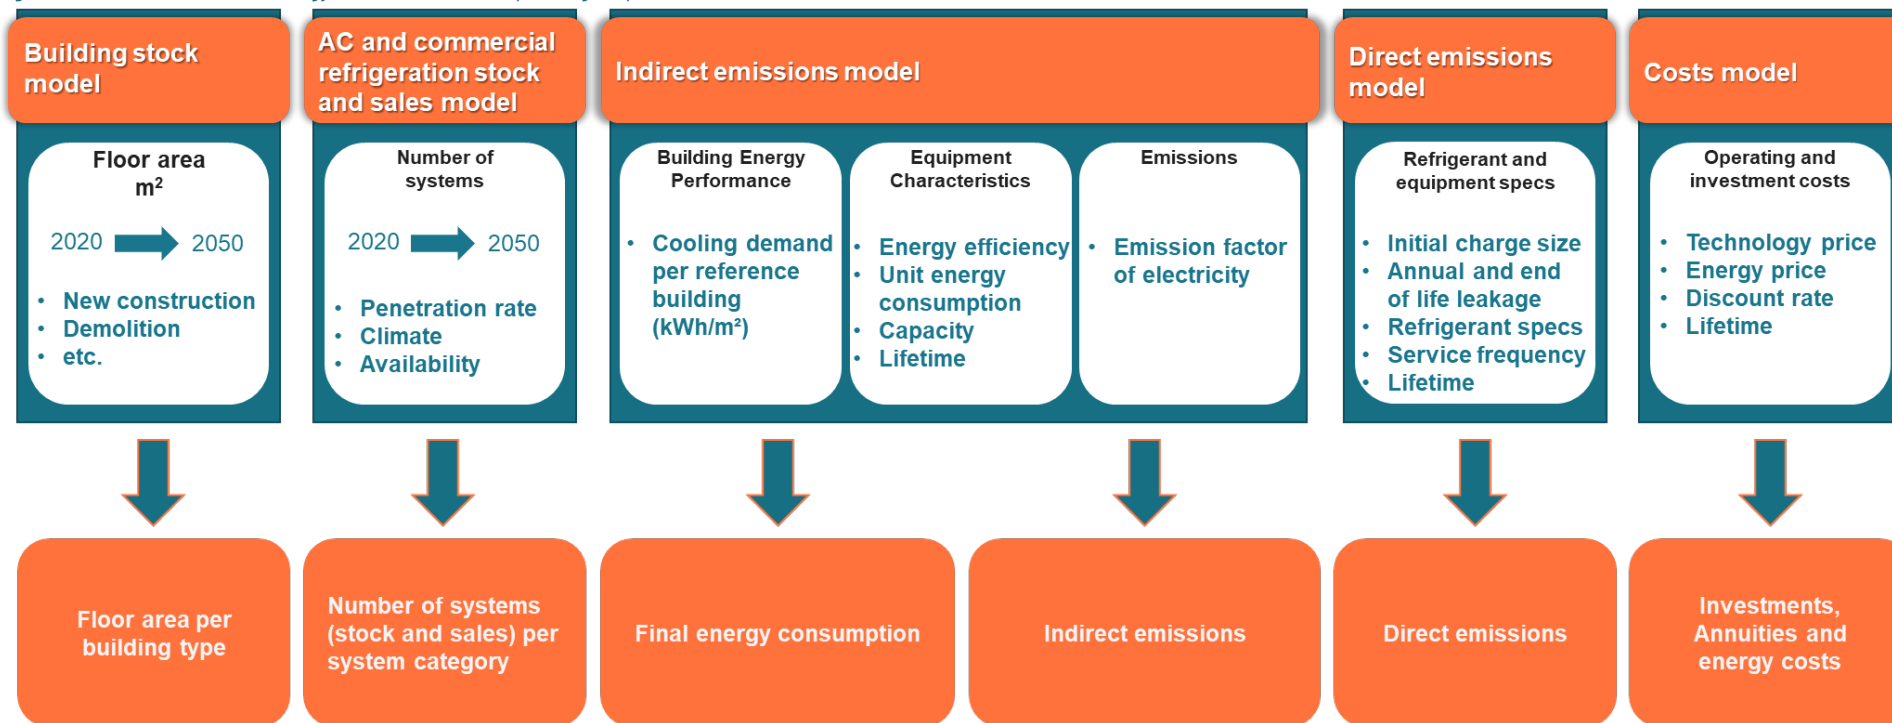 Building stock
model
AC and commercial
refrigeration stock
and sales model
Indirect emissions model
Direct emissions
model
Costs model
Floor area
m²
2020
2050
• New construction
• Demolition
• etc.
Number of
systems
2020
2050
• Penetration rate
• Climate
• Availability
Building Energy
Performance
• Cooling demand
per reference
building
(kWh/m²)
Equipment
Characteristics
• Energy efficiency
• Unit energy
consumption
• Capacity
• Lifetime
Emissions
• Emission factor
of electricity
Refrigerant and
equipment specs
• Initial charge size
• Annual and end
of life leakage
• Refrigerant specs
• Service frequency
• Lifetime
Operating and
investment costs
• Technology price
• Energy price
• Discount rate
• Lifetime
Floor area per
building type
Number of systems
(stock and sales) per
system category
Final energy consumption
Indirect emissions
Direct emissions
Investments,
Annuities and
energy costs